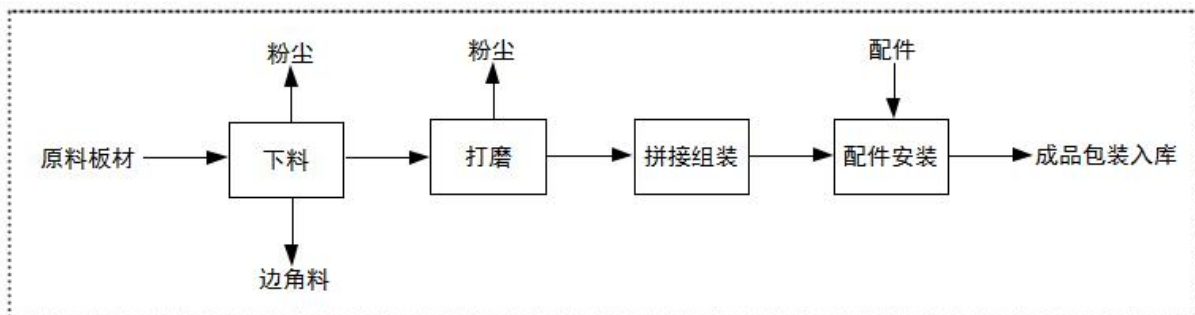 粉尘
粉尘
配件
原料板材
下料
打磨
拼接组装
配件安装
成品包装入库
边角料